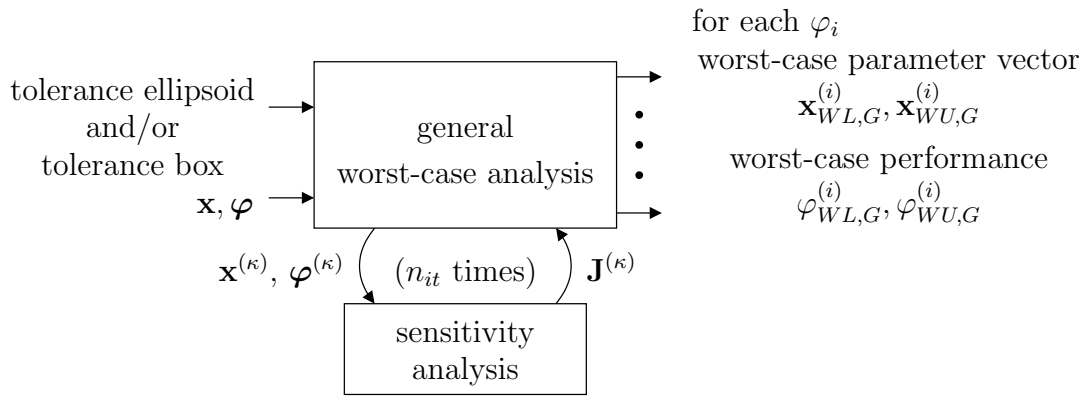 for each φ_i
worst-case parameter vector
x_{WL,G}^{(i)}, x_{WU,G}^{(i)}
worst-case performance
φ_{WL,G}^{(i)}, φ_{WU,G}^{(i)}
tolerance ellipsoid
and/or
tolerance box
x, φ
general
worst-case analysis
x^{(κ)}, φ^{(κ)}
(n_{it} times)
J^{(κ)}
sensitivity
analysis